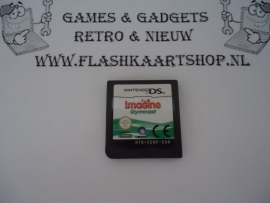 GAMES & GADGETS
RETRO & NIEUW
WWW.FLASHKAARTSHOP.NL
NINTENDO DS
Imagine
Gymnast